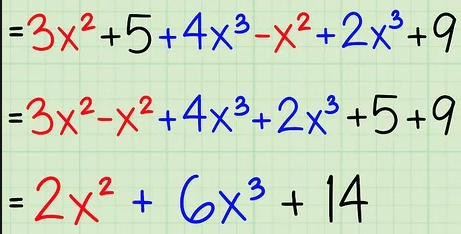 =3x²+5+4x³-x²+2x³+9
=3x²-x²+4x³+2x³+5+9
=2x² + 6x³ + 14